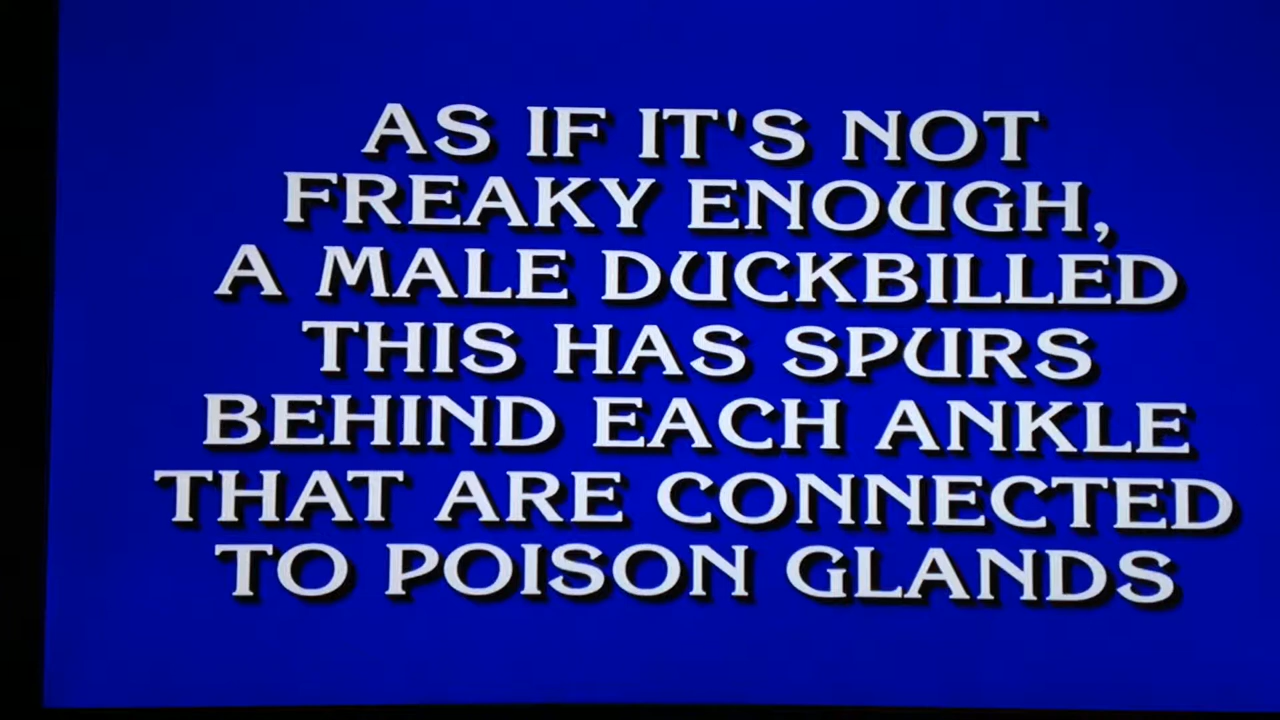 AS IF IT'S NOT
FREAKY ENOUGH,
A MALE DUCKBILLED
THIS HAS SPURS
BEHIND EACH ANKLE
THAT ARE CONNECTED
TO POISON GLANDS